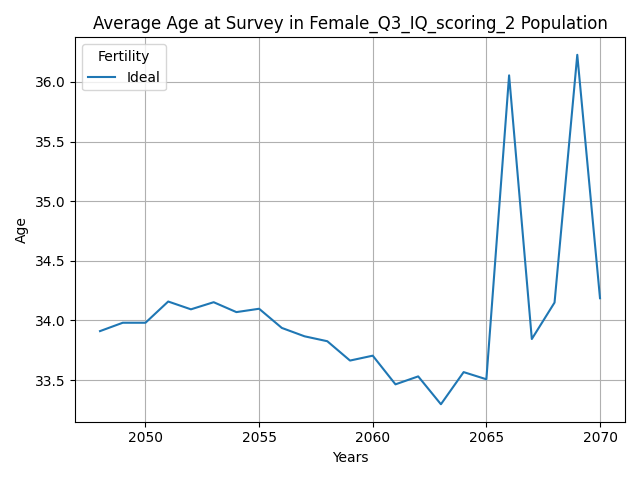 Average Age at Survey in Female_Q3_IQ_scoring_2 Population
Fertility
Ideal
36.0
35.5
35.0
34.5
34.0
33.5
Age
2050 2055 2060 2065 2070
Years